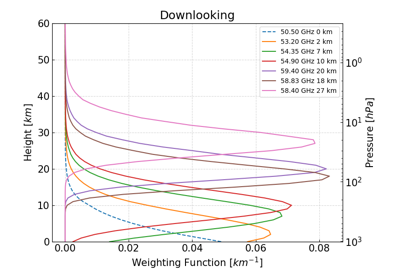 Downlooking
60
50
40
30
20
10
0
Height [km]
0.00
0.02
0.04
0.06
0.08
Weighting Function [km⁻¹]
10⁰
10¹
10²
10³
Pressure [hPa]
50.50 GHz 0 km
53.20 GHz 2 km
54.35 GHz 7 km
54.90 GHz 10 km
59.40 GHz 20 km
58.83 GHz 18 km
58.40 GHz 27 km